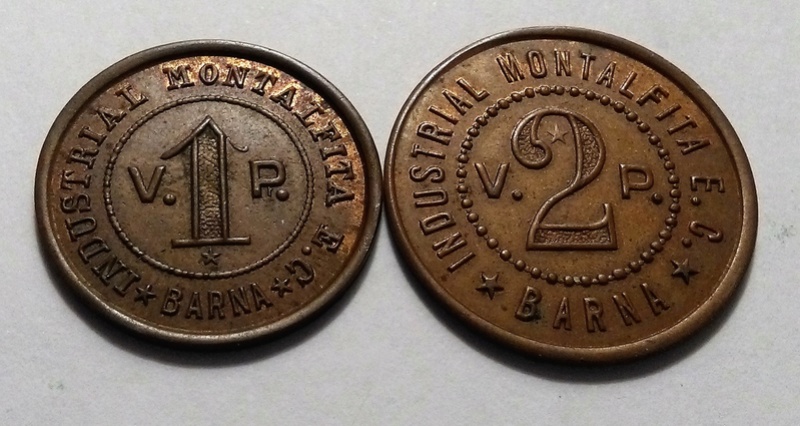 INDUSTRIAL MONTALFITA E.C
V. 1 P.
BARNA
INDUSTRIAL MONTALFITA E.C.
V. 2 P.
BARNA